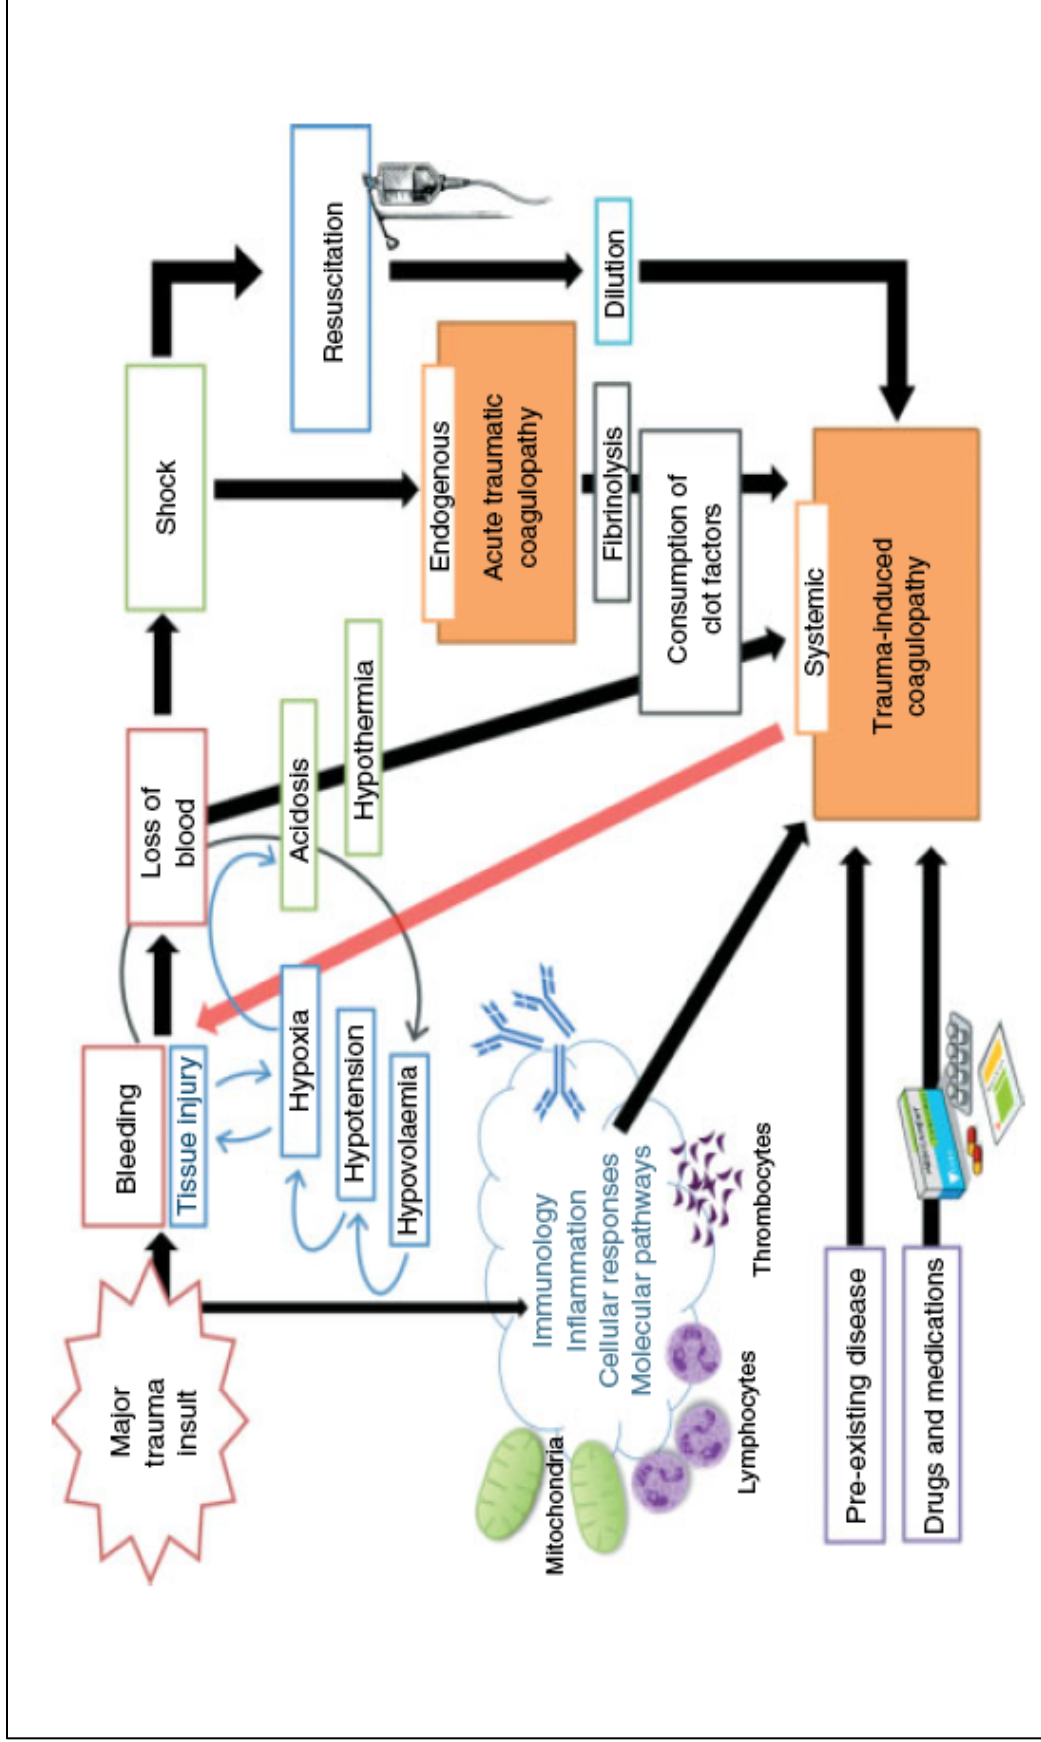 Major
trauma
insult
Bleeding
Tissue injury
Loss of
blood
Shock
Resuscitation
Hypoxia
Hypotension
Hypovolaemia
Acidosis
Hypothermia
Endogenous
Acute traumatic
coagulopathy
Fibrinolysis
Dilution
Consumption of
clot factors
Immunology
Inflammation
Cellular responses
Molecular pathways
Mitochondria
Lymphocytes
Thrombocytes
Systemic
Trauma-induced
coagulopathy
Pre-existing disease
Drugs and medications